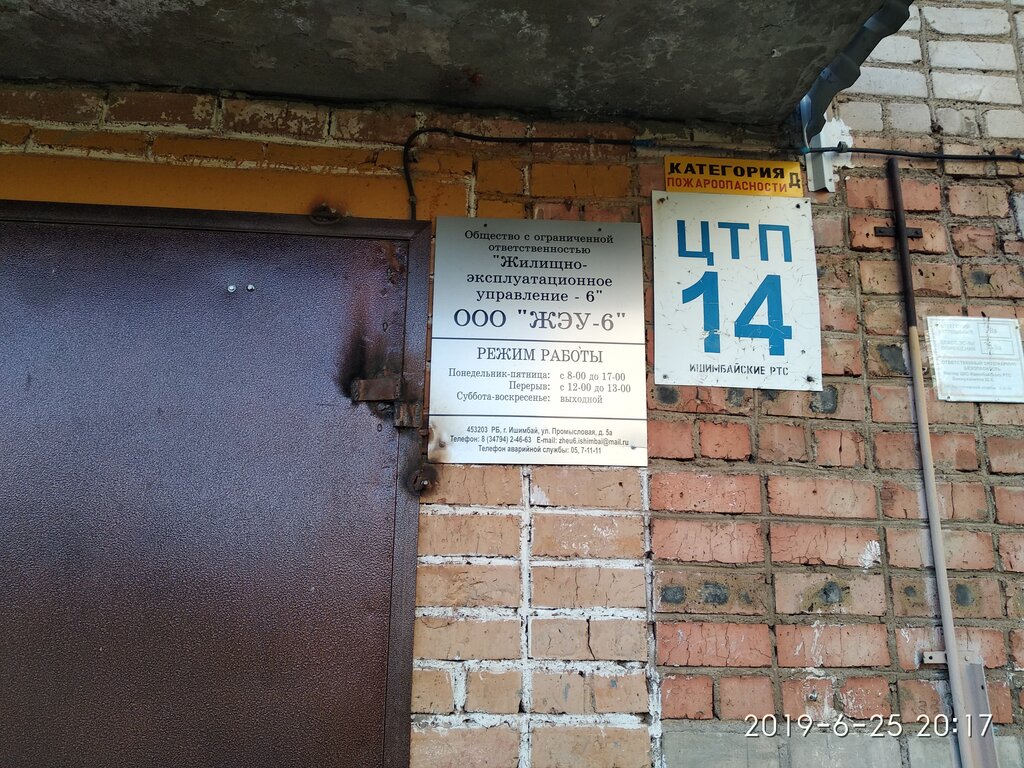 КАТЕГОРИЯ
ПОЖАРООПАСНОСТИ Д
ЦТП
14
ИШИМБАЙСКИЕ РТС
Общество с ограниченной
ответственностью
"Жилищно-
эксплуатационное
управление - 6"
ООО "ЖЭУ-6"
РЕЖИМ РАБОТЫ
Понедельник-пятница: с 8-00 до 17-00
Перерыв: с 12-00 до 13-00
Суббота-воскресенье: выходной
453203 РБ, г. Ишимбай, ул. Промысловая, д. 5а
Телефон: 8 (34794) 2-46-63 E-mail: zheu6.ishimbai@mail.ru
Телефон аварийной службы: 05, 7-11-11
2019-6-25 20:17